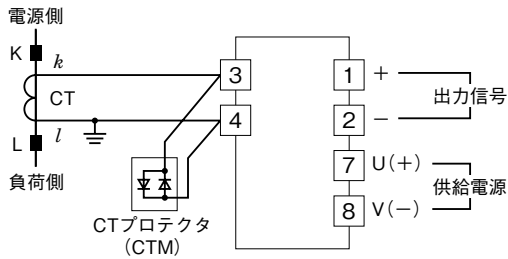 電源側
K
k
CT
l
L
負荷側
CTプロテクタ
(CTM)
3
4
1 +
2 −
出力信号
7 U(+)
8 V(−)
供給電源